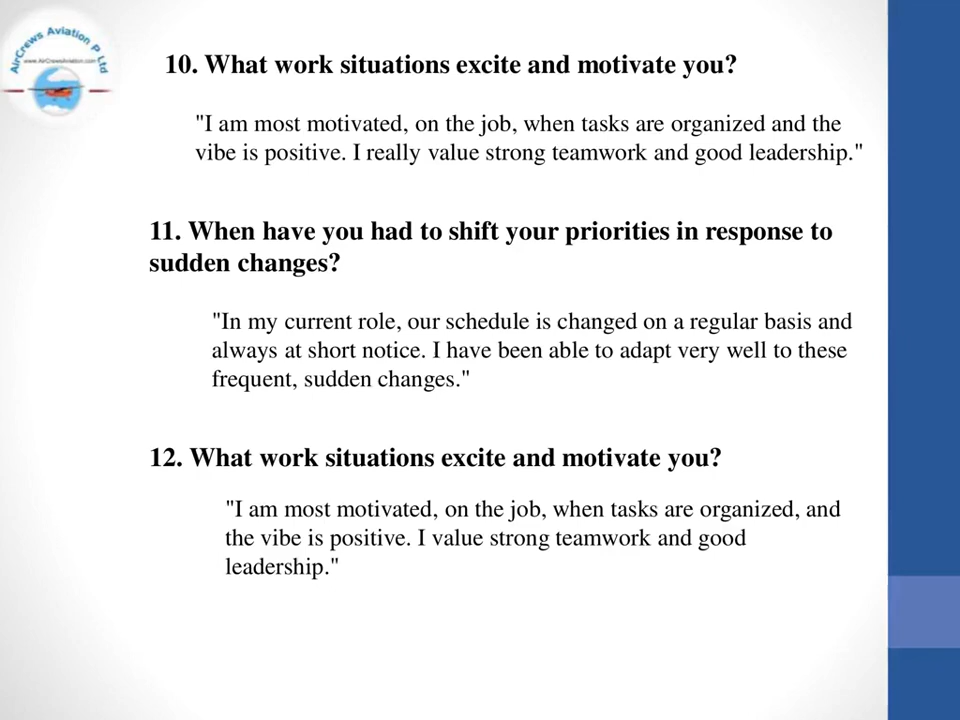 AirCrews Aviation P Ltd
www.AirCrewsAviation.com
10. What work situations excite and motivate you?
"I am most motivated, on the job, when tasks are organized and the
vibe is positive. I really value strong teamwork and good leadership."
11. When have you had to shift your priorities in response to
sudden changes?
"In my current role, our schedule is changed on a regular basis and
always at short notice. I have been able to adapt very well to these
frequent, sudden changes."
12. What work situations excite and motivate you?
"I am most motivated, on the job, when tasks are organized, and
the vibe is positive. I value strong teamwork and good
leadership."